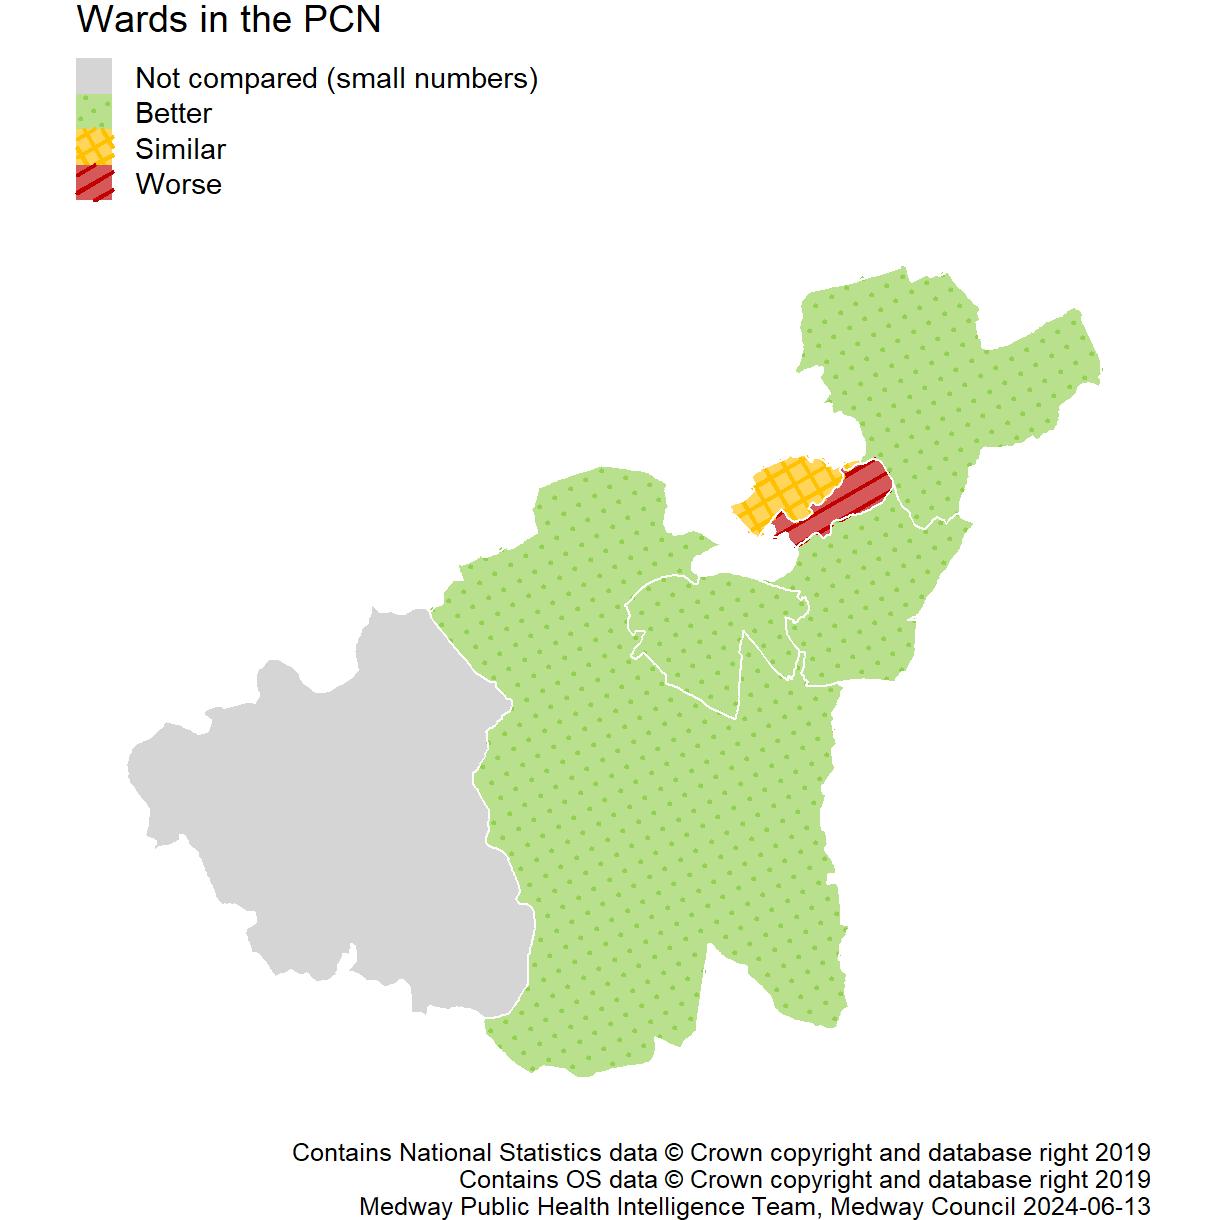 Wards in the PCN
Not compared (small numbers)
Better
Similar
Worse
Contains National Statistics data © Crown copyright and database right 2019
Contains OS data © Crown copyright and database right 2019
Medway Public Health Intelligence Team, Medway Council 2024-06-13